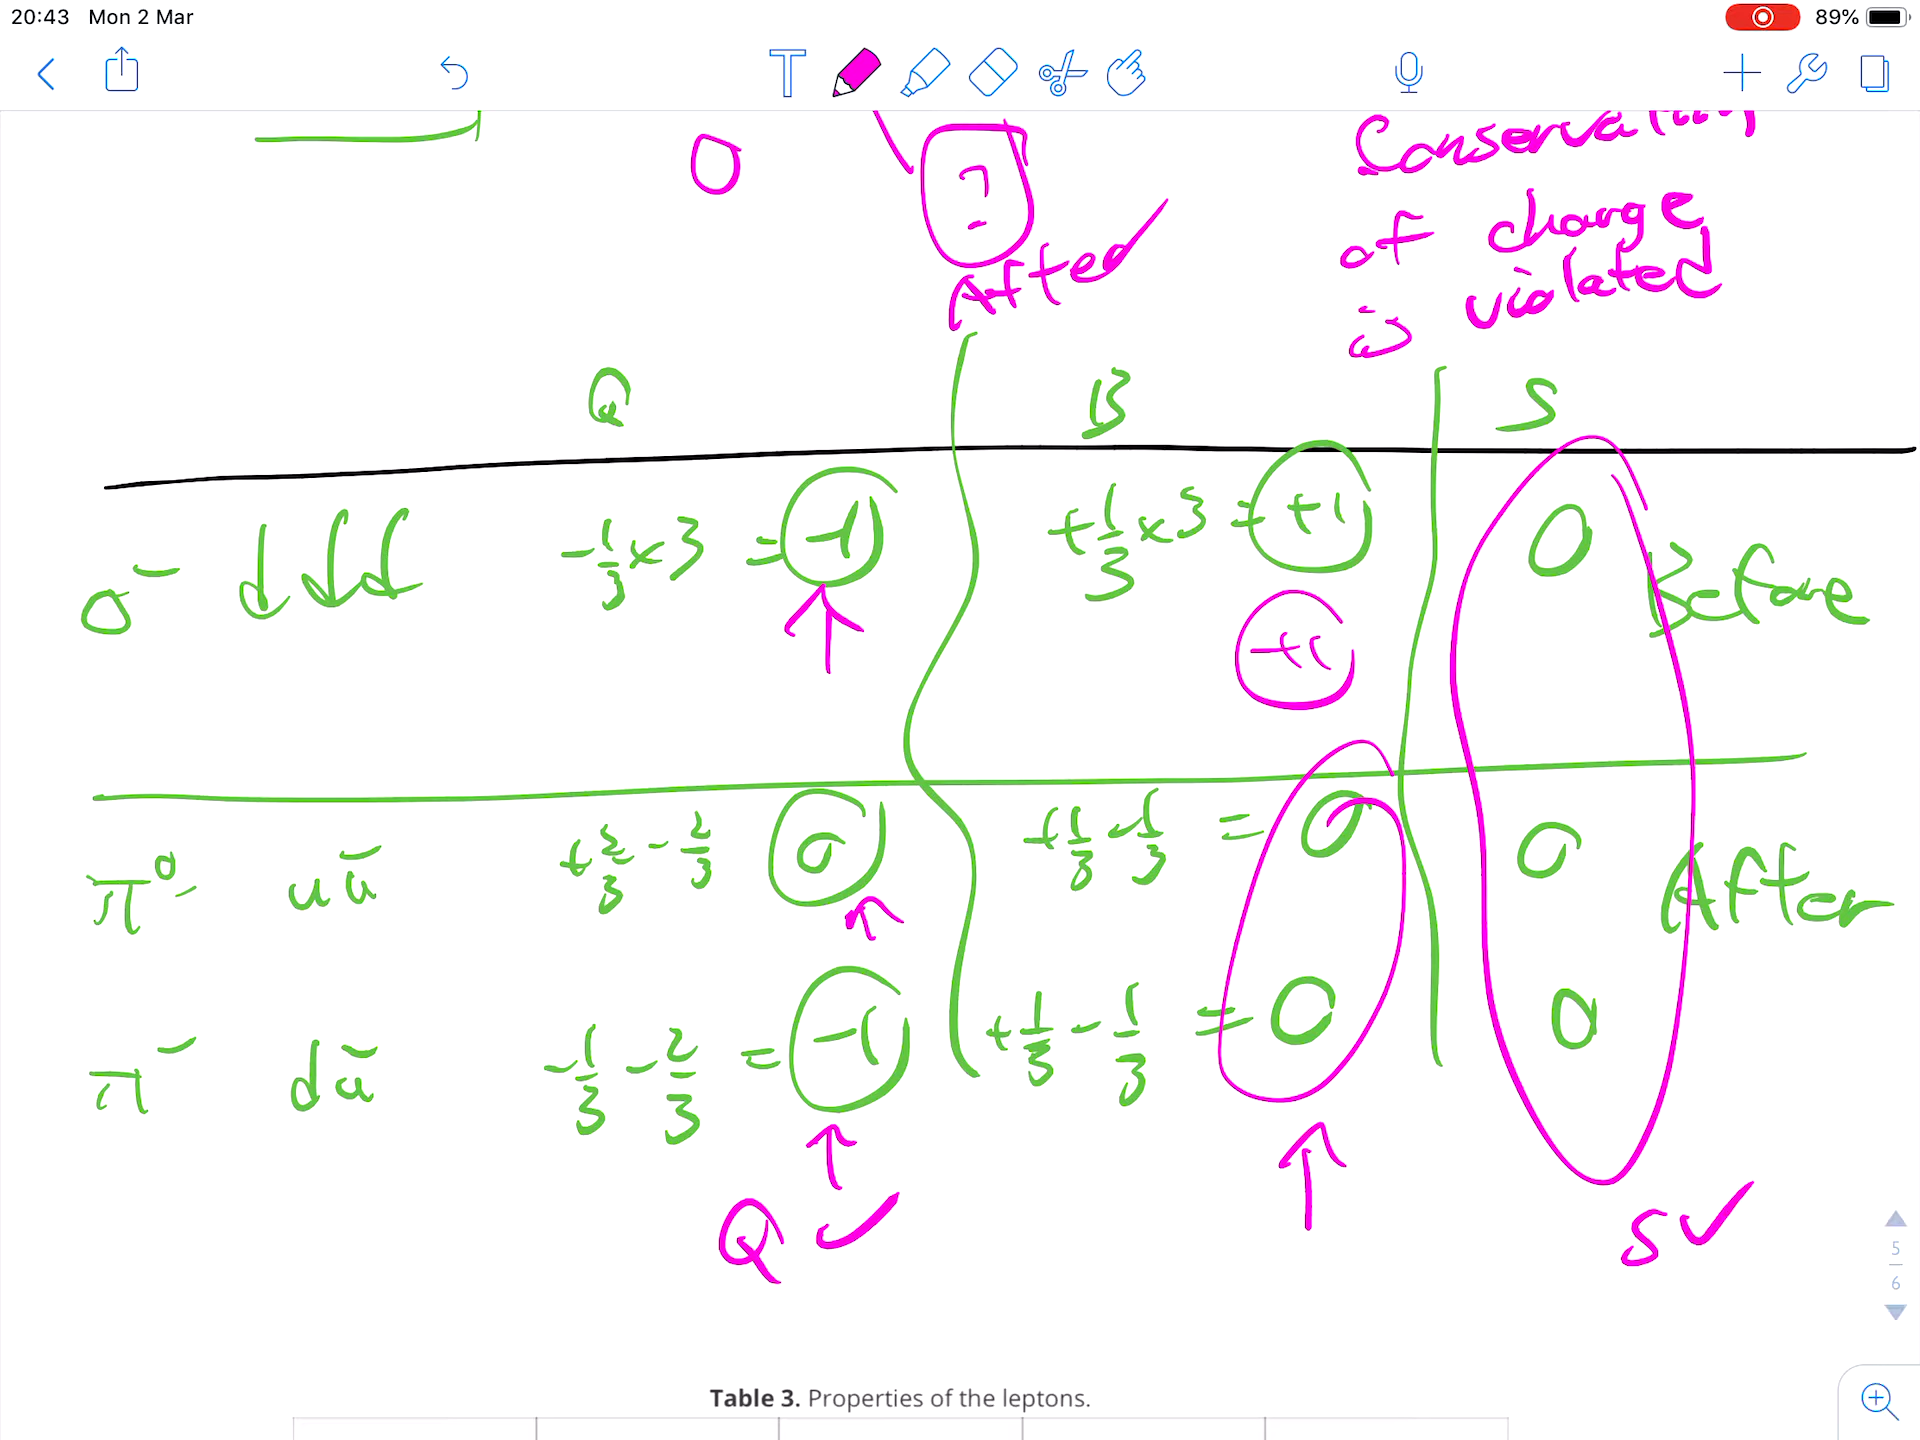 20:43 Mon 2 Mar
89%
T
Conservation
0
?
of charge
After
is violated
Q B S
σ⁻ ddd -1/3 x 3 = -1 +1/3 x 3 = +1 0 Before
+1
π⁰ uū +2/3 - 2/3 0 +1/3 - 1/3 = 0 0 After
π⁻ dū -1/3 - 2/3 = -1 +1/3 - 1/3 = 0 0
Q ✓ S ✓
5
6
Table 3. Properties of the leptons.